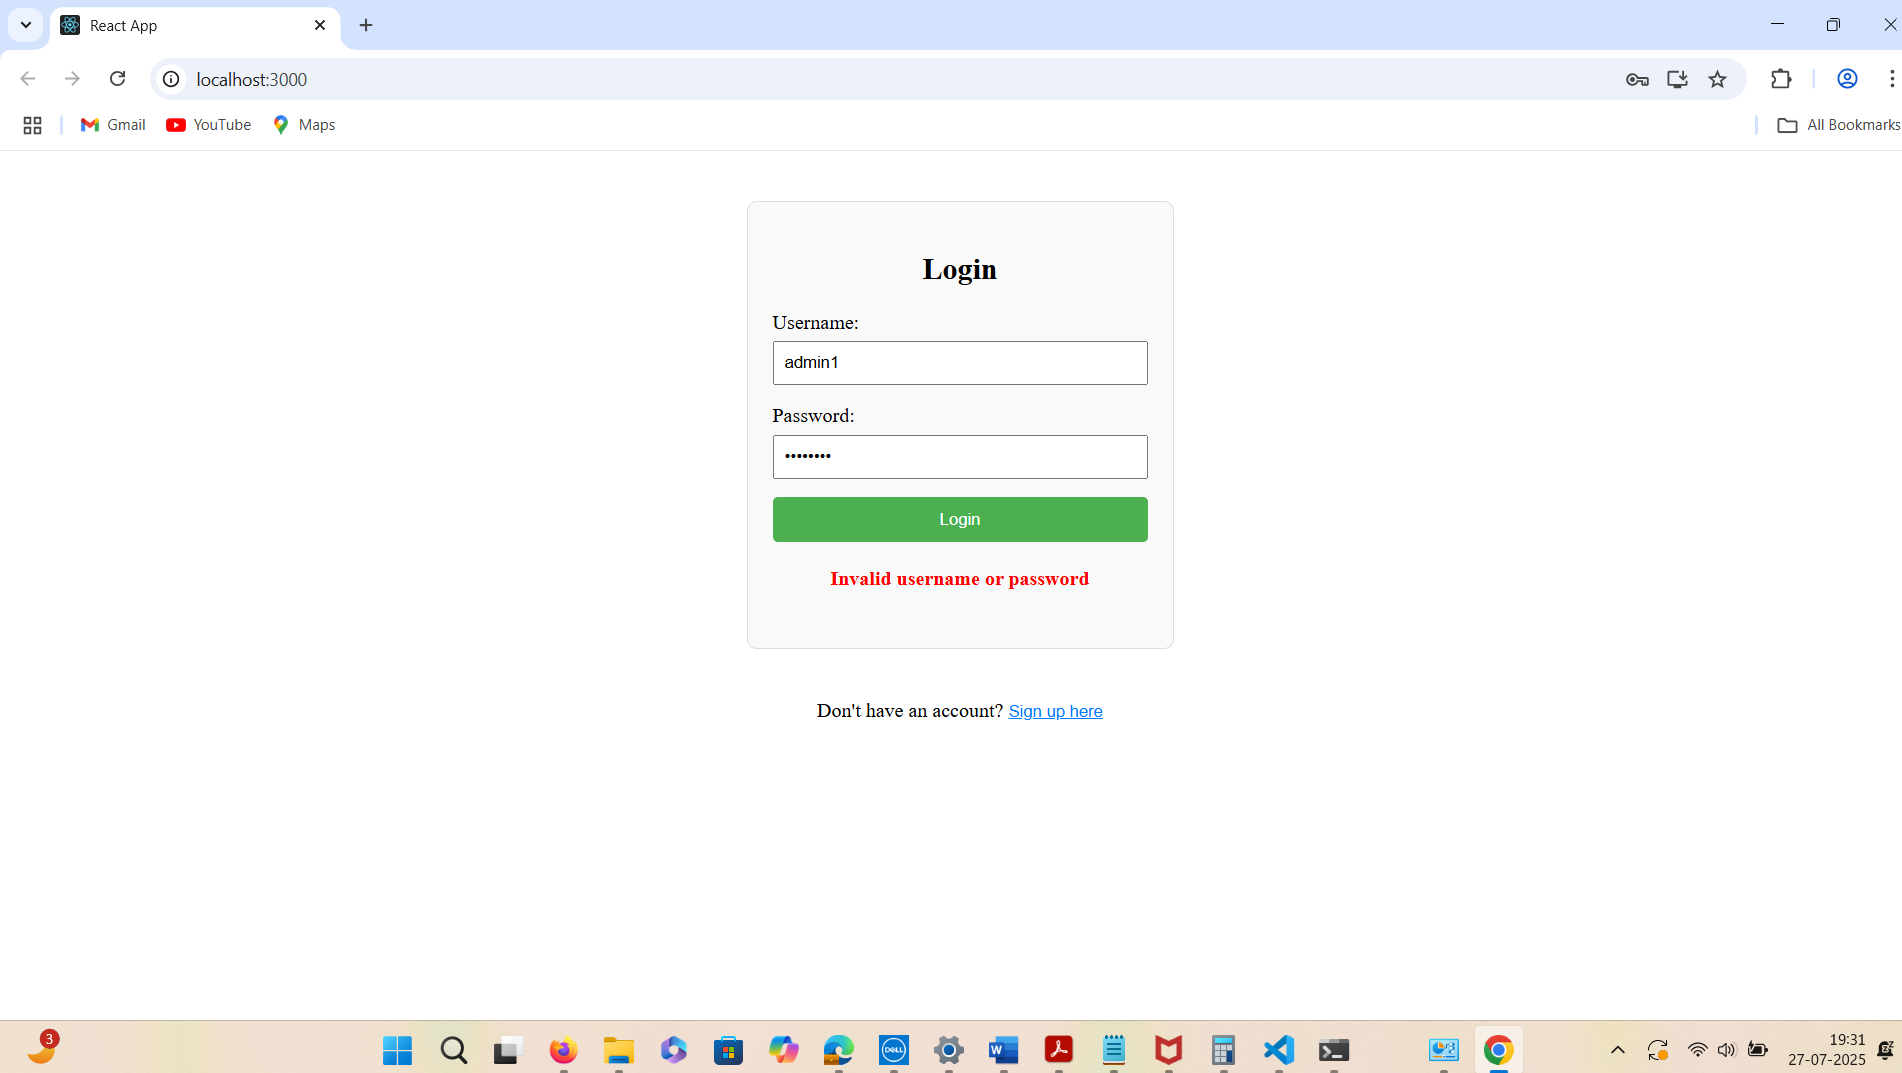 React App
localhost:3000
Gmail
YouTube
Maps
All Bookmarks
Login
Username:
admin1
Password:
••••••••
Login
Invalid username or password
Don't have an account? Sign up here
3
DELL
19:31
27-07-2025